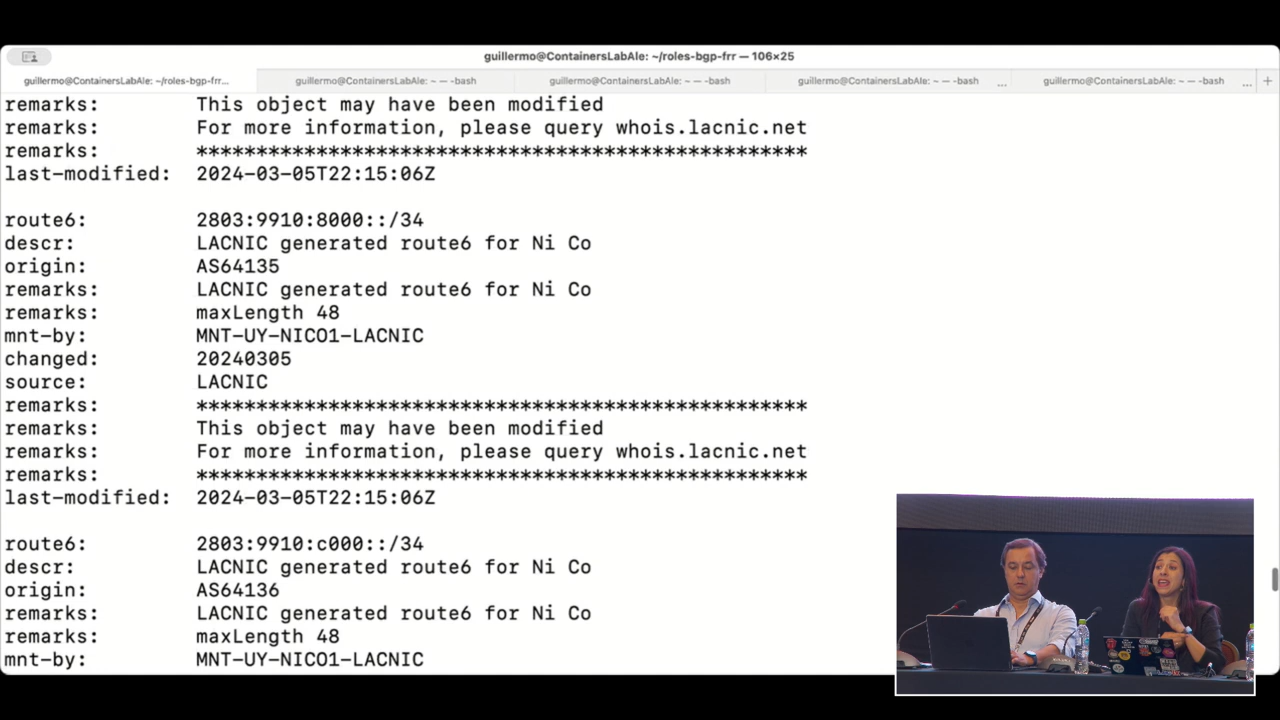 guillermo@ContainersLabAle: ~/roles-bgp-frr — 106×25
guillermo@ContainersLabAle: ~/roles-bgp-frr... guillermo@ContainersLabAle: ~ — -bash guillermo@ContainersLabAle: ~ — -bash guillermo@ContainersLabAle: ~ — -bash ... guillermo@ContainersLabAle: ~ — -bash ... +
remarks: This object may have been modified
remarks: For more information, please query whois.lacnic.net
remarks: ***************************************************
last-modified: 2024-03-05T22:15:06Z
route6: 2803:9910:8000::/34
descr: LACNIC generated route6 for Ni Co
origin: AS64135
remarks: LACNIC generated route6 for Ni Co
remarks: maxLength 48
mnt-by: MNT-UY-NICO1-LACNIC
changed: 20240305
source: LACNIC
remarks: ***************************************************
remarks: This object may have been modified
remarks: For more information, please query whois.lacnic.net
remarks: ***************************************************
last-modified: 2024-03-05T22:15:06Z
route6: 2803:9910:c000::/34
descr: LACNIC generated route6 for Ni Co
origin: AS64136
remarks: LACNIC generated route6 for Ni Co
remarks: maxLength 48
mnt-by: MNT-UY-NICO1-LACNIC